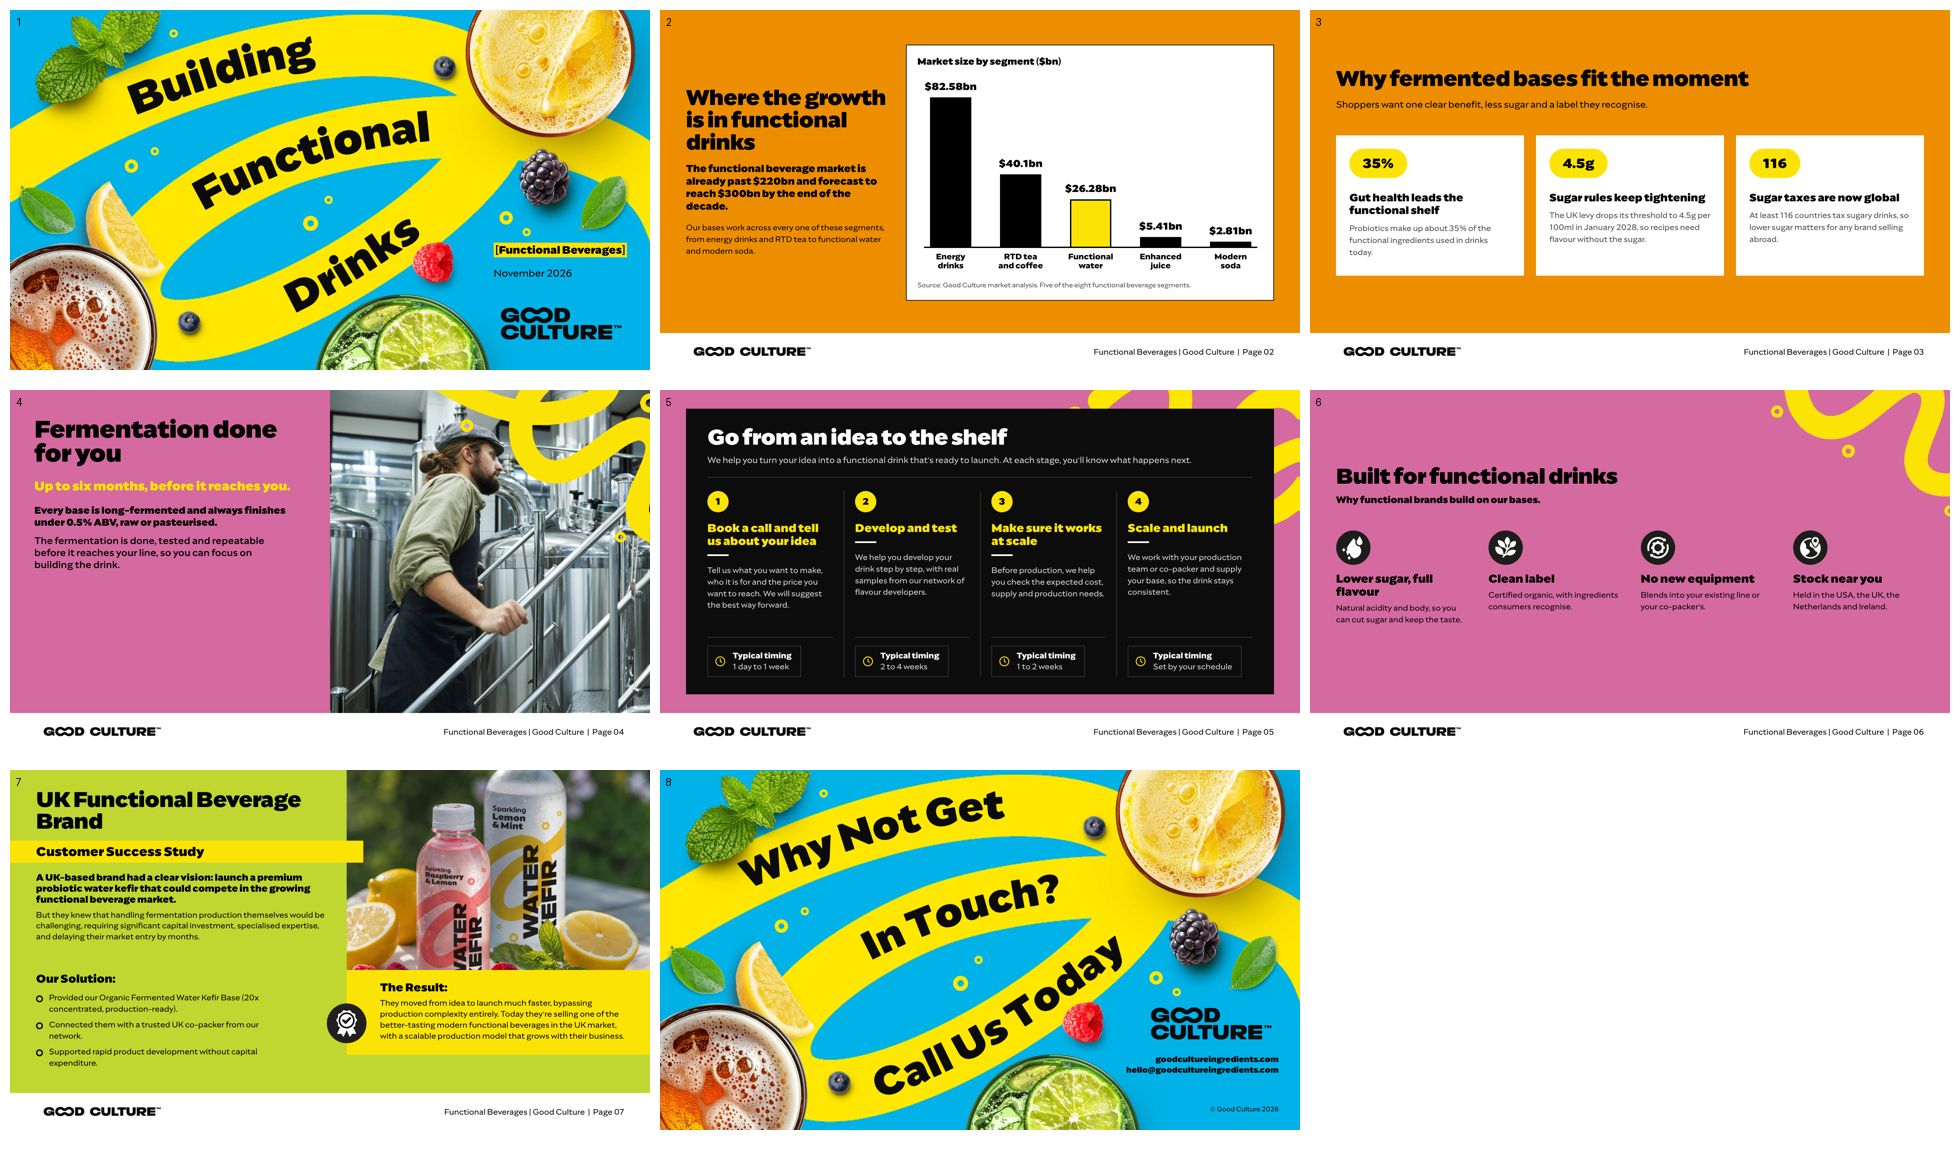 1
Building
Functional
Drinks
[Functional Beverages]
November 2026
GOOD
CULTURE™
2
Where the growth
is in functional
drinks
The functional beverage market is
already past $220bn and forecast to
reach $300bn by the end of the
decade.
Our bases work across every one of these segments,
from energy drinks and RTD tea to functional water
and modern soda.
Market size by segment ($bn)
$82.58bn
$40.1bn
$26.28bn
$5.41bn
$2.81bn
Energy
drinks
RTD tea
and coffee
Functional
water
Enhanced
juice
Modern
soda
Source: Good Culture market analysis. Five of the eight functional beverage segments.
GOOD CULTURE™
Functional Beverages | Good Culture | Page 02
3
Why fermented bases fit the moment
Shoppers want one clear benefit, less sugar and a label they recognise.
35%
Gut health leads the
functional shelf
Probiotics make up about 35% of the
functional ingredients used in drinks
today.
4.5g
Sugar rules keep tightening
The UK levy drops its threshold to 4.5g per
100ml in January 2028, so recipes need
flavour without the sugar.
116
Sugar taxes are now global
At least 116 countries tax sugary drinks, so
lower sugar matters for any brand selling
abroad.
GOOD CULTURE™
Functional Beverages | Good Culture | Page 03
4
Fermentation done
for you
Up to six months, before it reaches you.
Every base is long-fermented and always finishes
under 0.5% ABV, raw or pasteurised.
The fermentation is done, tested and repeatable
before it reaches your line, so you can focus on
building the drink.
GOOD CULTURE™
Functional Beverages | Good Culture | Page 04
5
Go from an idea to the shelf
We help you turn your idea into a functional drink that's ready to launch. At each stage, you'll know what happens next.
1
Book a call and tell
us about your idea
Tell us what you want to make,
who it is for and the price you
want to reach. We will suggest
the best way forward.
Typical timing
1 day to 1 week
2
Develop and test
We help you develop your
drink step by step, with real
samples from our network of
flavour developers.
Typical timing
2 to 4 weeks
3
Make sure it works
at scale
Before production, we help
you check the expected cost,
supply and production needs.
Typical timing
1 to 2 weeks
4
Scale and launch
We work with your production
team or co-packer and supply
your base, so the drink stays
consistent.
Typical timing
Set by your schedule
GOOD CULTURE™
Functional Beverages | Good Culture | Page 05
6
Built for functional drinks
Why functional brands build on our bases.
Lower sugar, full
flavour
Natural acidity and body, so you
can cut sugar and keep the taste.
Clean label
Certified organic, with ingredients
consumers recognise.
No new equipment
Blends into your existing line or
your co-packer's.
Stock near you
Held in the USA, the UK, the
Netherlands and Ireland.
GOOD CULTURE™
Functional Beverages | Good Culture | Page 06
7
UK Functional Beverage
Brand
Customer Success Study
A UK-based brand had a clear vision: launch a premium
probiotic water kefir that could compete in the growing
functional beverage market.
But they knew that handling fermentation production themselves would be
challenging, requiring significant capital investment, specialised expertise,
and delaying their market entry by months.
Our Solution:
Provided our Organic Fermented Water Kefir Base (20x
concentrated, production-ready).
Connected them with a trusted UK co-packer from our
network.
Supported rapid product development without capital
expenditure.
Sparkling
Raspberry
& Lemon
WATER
KEFIR
Sparkling
Lemon
& Mint
WATER
KEFIR
The Result:
They moved from idea to launch much faster, bypassing
production complexity entirely. Today they're selling one of the
better-tasting modern functional beverages in the UK market,
with a scalable production model that grows with their business.
GOOD CULTURE™
Functional Beverages | Good Culture | Page 07
8
Why Not Get
In Touch?
Call Us Today
GOOD
CULTURE™
goodcultureingredients.com
hello@goodcultureingredients.com
© Good Culture 2026